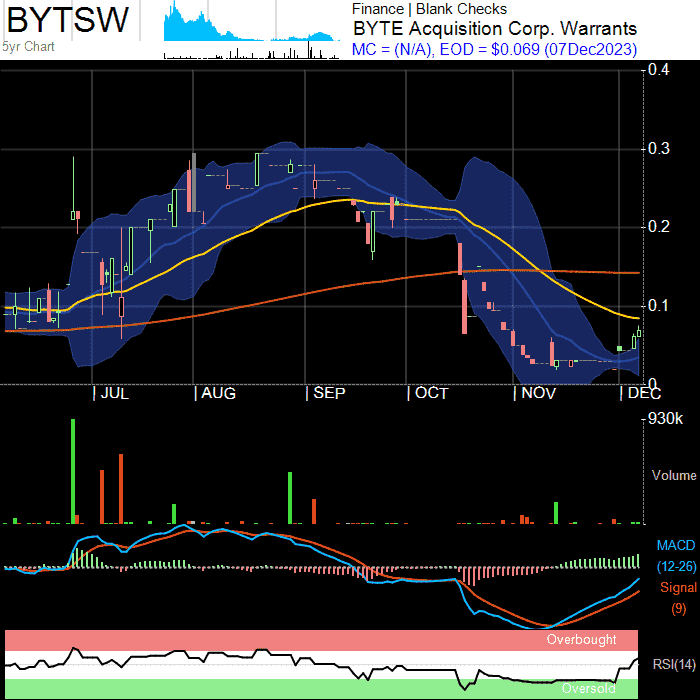 BYTSW
5yr Chart
Finance | Blank Checks
BYTE Acquisition Corp. Warrants
MC = (N/A), EOD = $0.069 (07Dec2023)
0.4
0.3
0.2
0.1
0
JUL
AUG
SEP
OCT
NOV
DEC
930k
Volume
MACD
(12-26)
Signal
(9)
Overbought
RSI(14)
Oversold